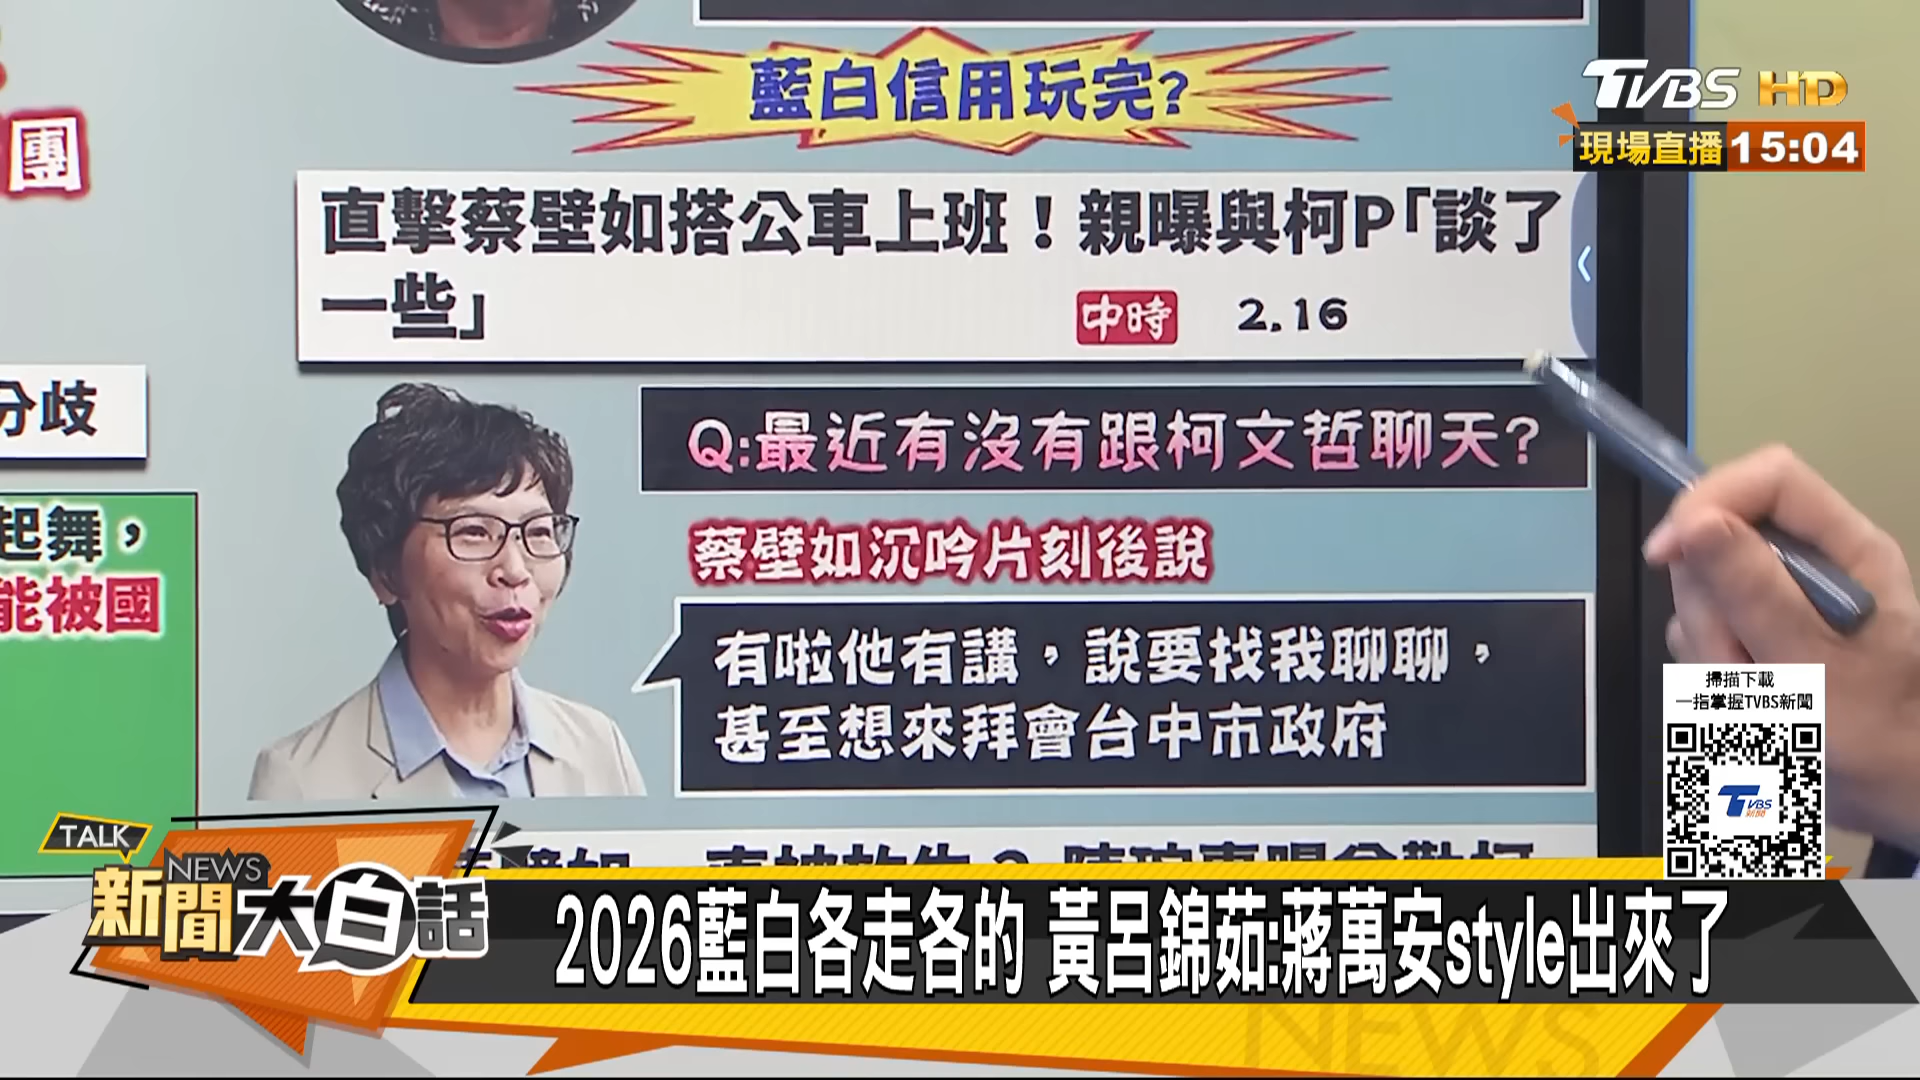 藍白信用玩完?
TVBS HD
現場直播 15:04
團
直擊蔡壁如搭公車上班！親曝與柯P「談了
一些」
中時 2.16
分歧
Q:最近有沒有跟柯文哲聊天?
起舞，
能被國
蔡壁如沉吟片刻後說
有啦他有講，說要找我聊聊，
甚至想來拜會台中市政府
掃描下載
一指掌握TVBS新聞
TVBS
新聞
TALK
NEWS
新聞大白話
2026藍白各走各的 黃呂錦茹:蔣萬安style出來了
NEWS